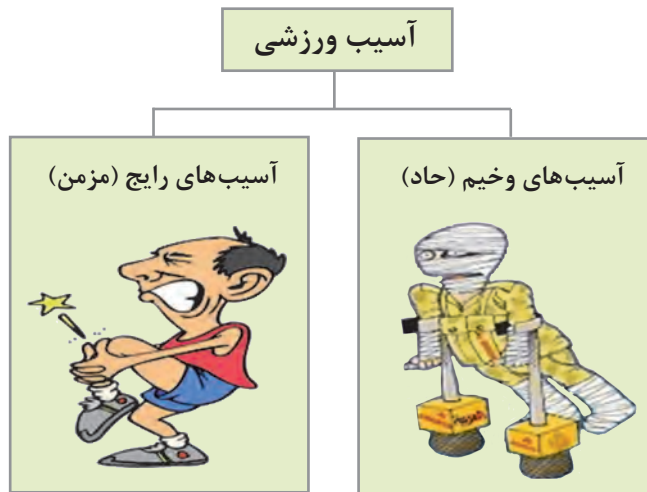 آسیب ورزشی
آسیب‌های وخیم (حاد)
آسیب‌های رایج (مزمن)